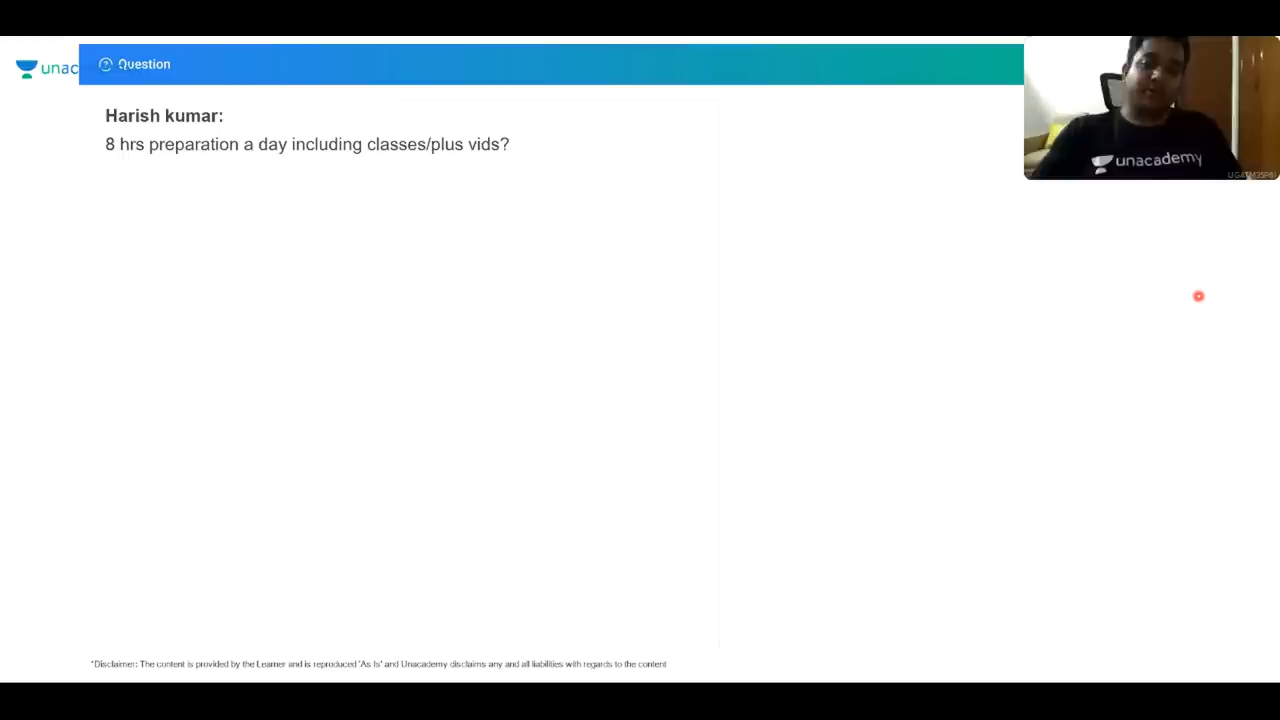 unac
Question
Harish kumar:
8 hrs preparation a day including classes/plus vids?
unacademy
*Disclaimer: The content is provided by the Learner and is reproduced 'As Is' and Unacademy disclaims any and all liabilities with regards to the content